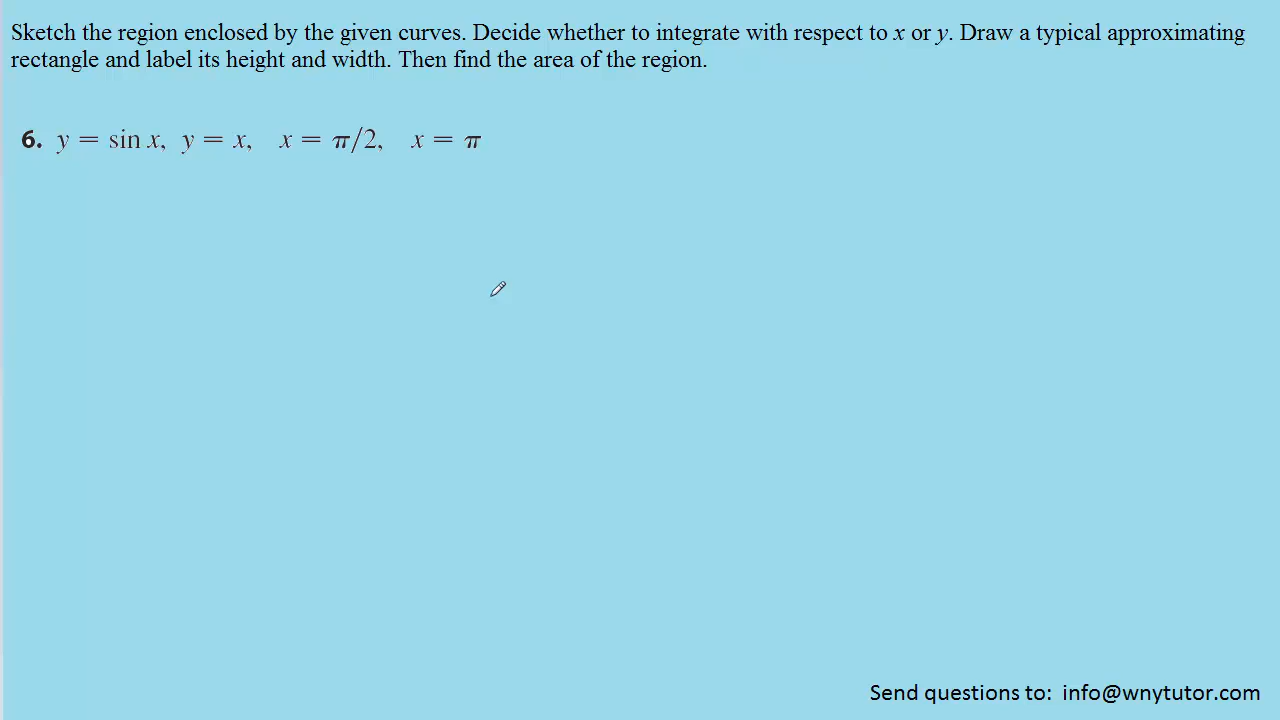 Sketch the region enclosed by the given curves. Decide whether to integrate with respect to x or y. Draw a typical approximating
rectangle and label its height and width. Then find the area of the region.
6. y = sin x, y = x, x = π/2, x = π
Send questions to: info@wnytutor.com